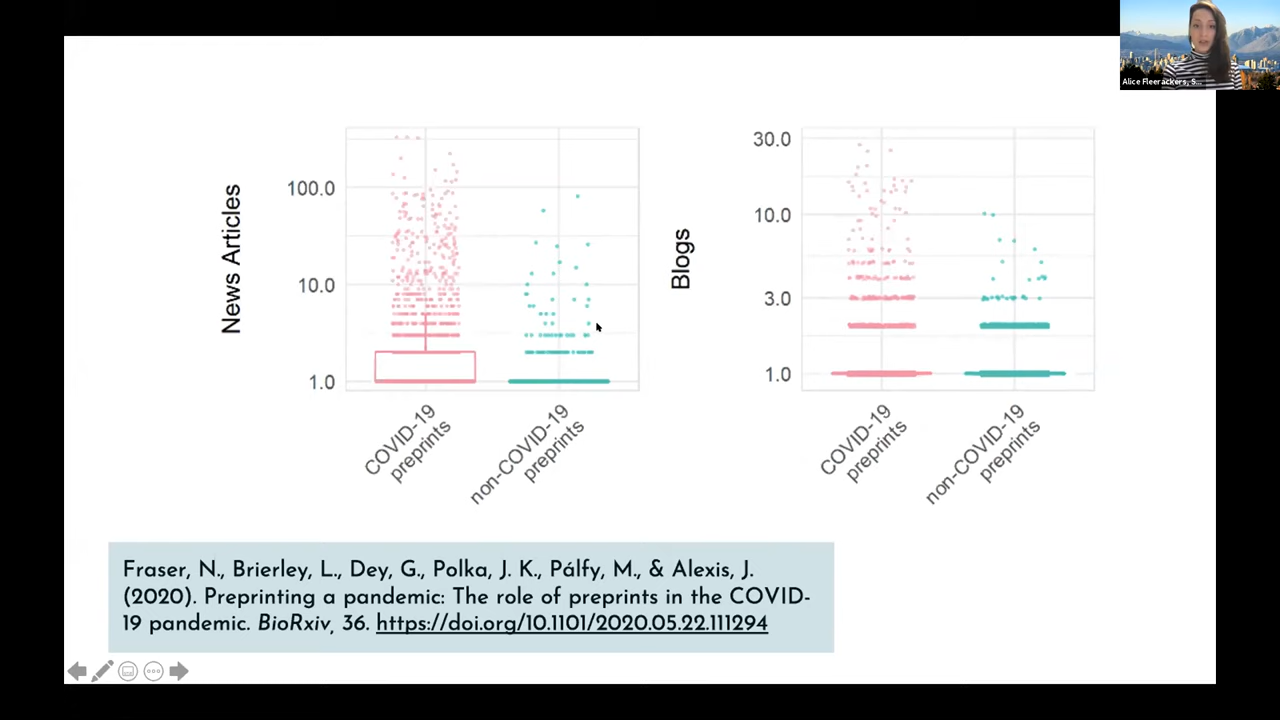 Alice Fleerackers, S...
News Articles
100.0
10.0
1.0
COVID-19
preprints
non-COVID-19
preprints
Blogs
30.0
10.0
3.0
1.0
COVID-19
preprints
non-COVID-19
preprints
Fraser, N., Brierley, L., Dey, G., Polka, J. K., Pálfy, M., & Alexis, J.
(2020). Preprinting a pandemic: The role of preprints in the COVID-
19 pandemic. BioRxiv, 36. https://doi.org/10.1101/2020.05.22.111294